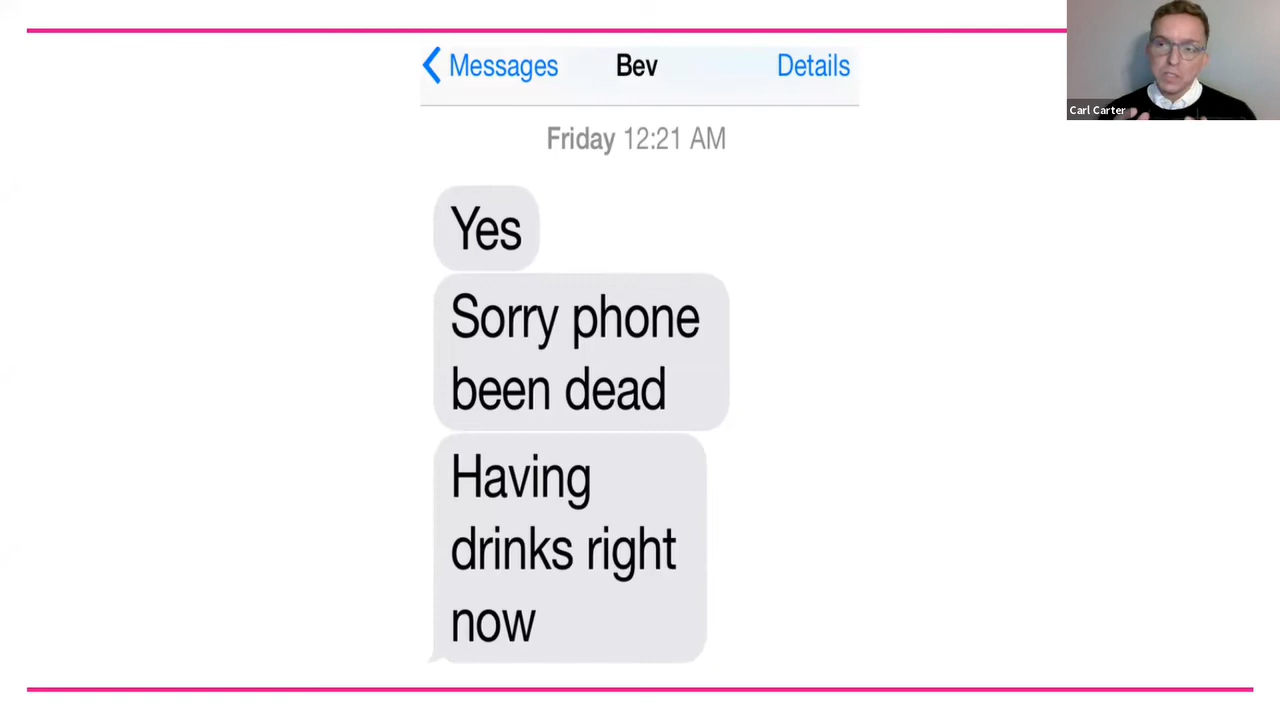 Messages Bev Details
Carl Carter
Friday 12:21 AM
Yes
Sorry phone
been dead
Having
drinks right
now